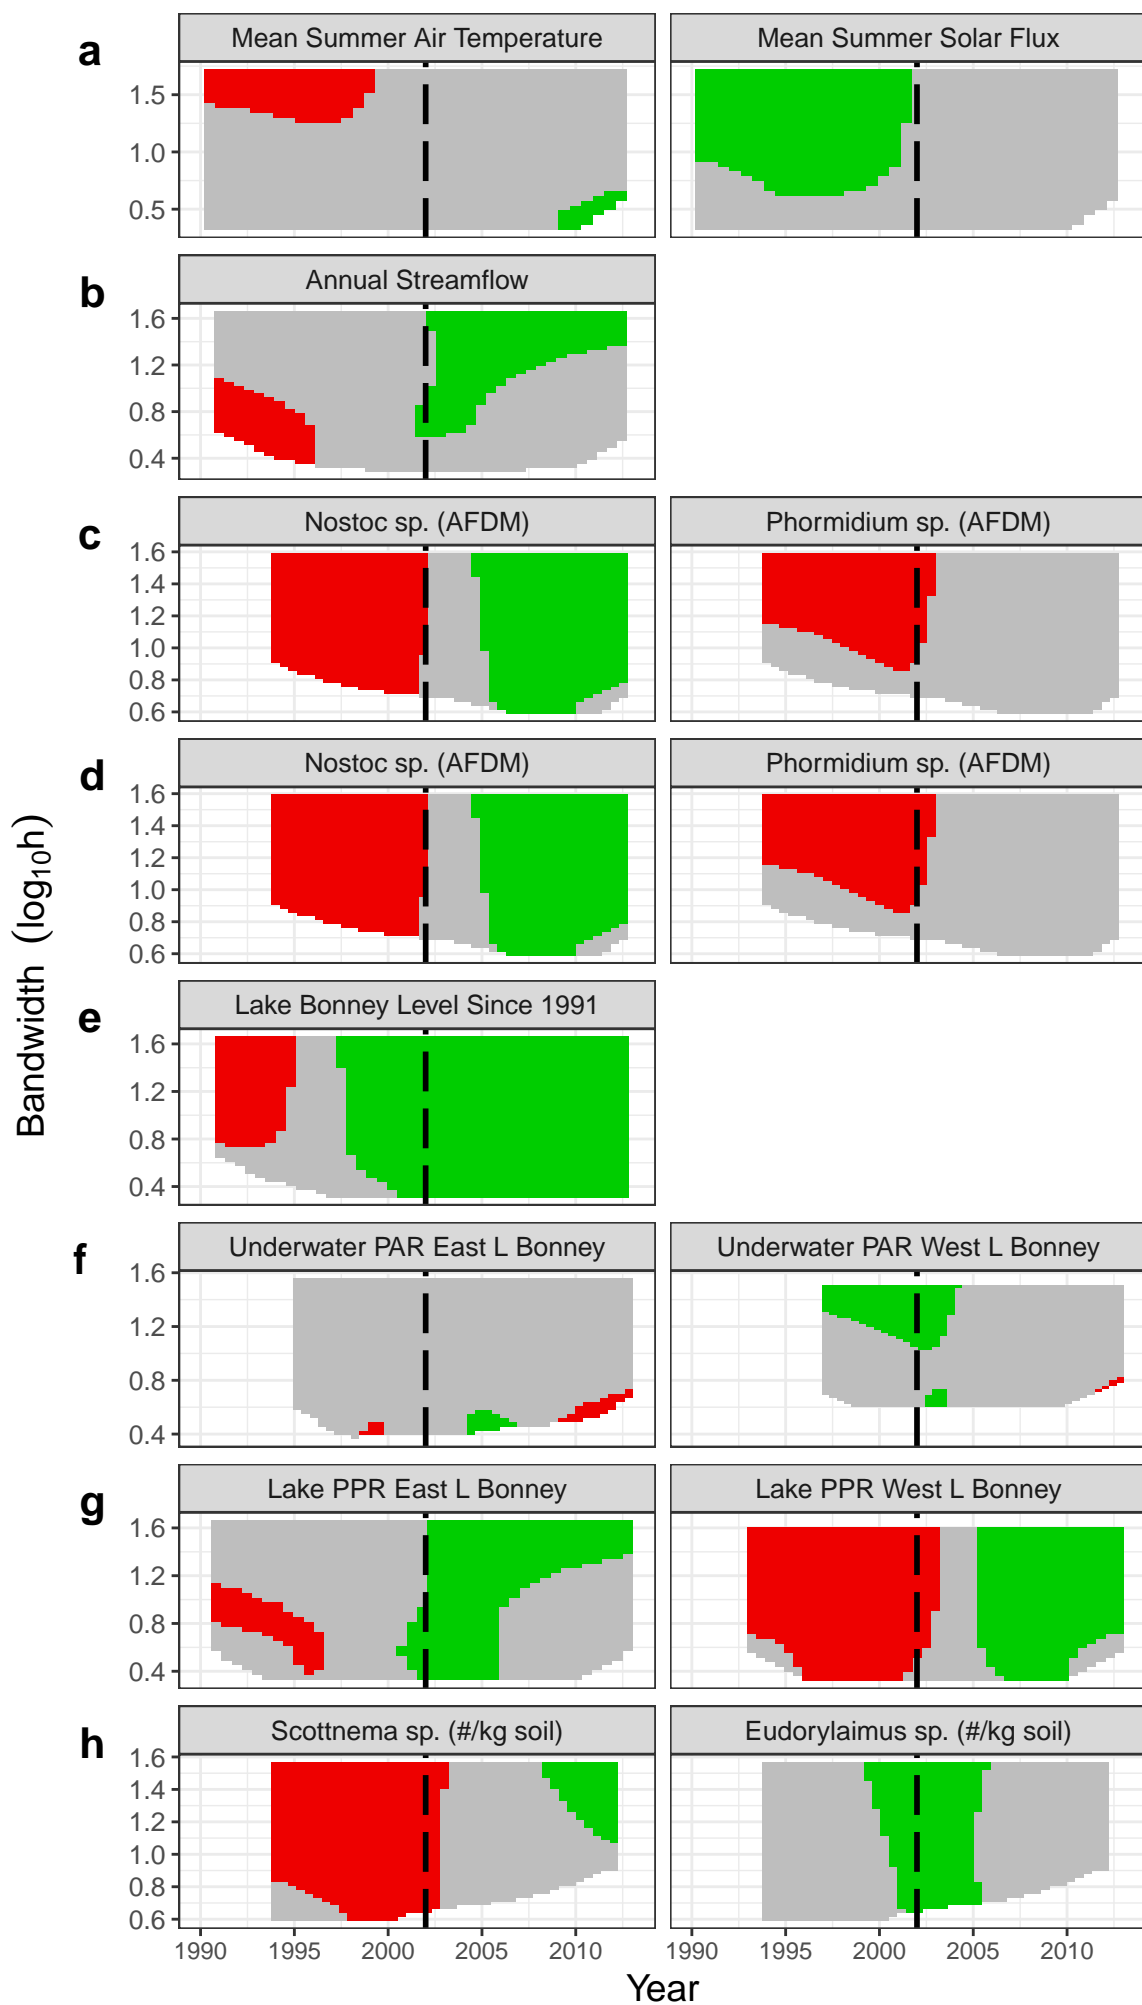 a
Mean Summer Air Temperature
Mean Summer Solar Flux
1.5
1.0
0.5
b
Annual Streamflow
1.6
1.2
0.8
0.4
c
Nostoc sp. (AFDM)
Phormidium sp. (AFDM)
1.6
1.4
1.2
1.0
0.8
0.6
d
Nostoc sp. (AFDM)
Phormidium sp. (AFDM)
1.6
1.4
1.2
1.0
0.8
0.6
Bandwidth (log₁₀h)
e
Lake Bonney Level Since 1991
1.6
1.2
0.8
0.4
f
Underwater PAR East L Bonney
Underwater PAR West L Bonney
1.6
1.2
0.8
0.4
g
Lake PPR East L Bonney
Lake PPR West L Bonney
1.6
1.2
0.8
0.4
h
Scottnema sp. (#/kg soil)
Eudorylaimus sp. (#/kg soil)
1.6
1.4
1.2
1.0
0.8
0.6
1990 1995 2000 2005 2010
1990 1995 2000 2005 2010
Year